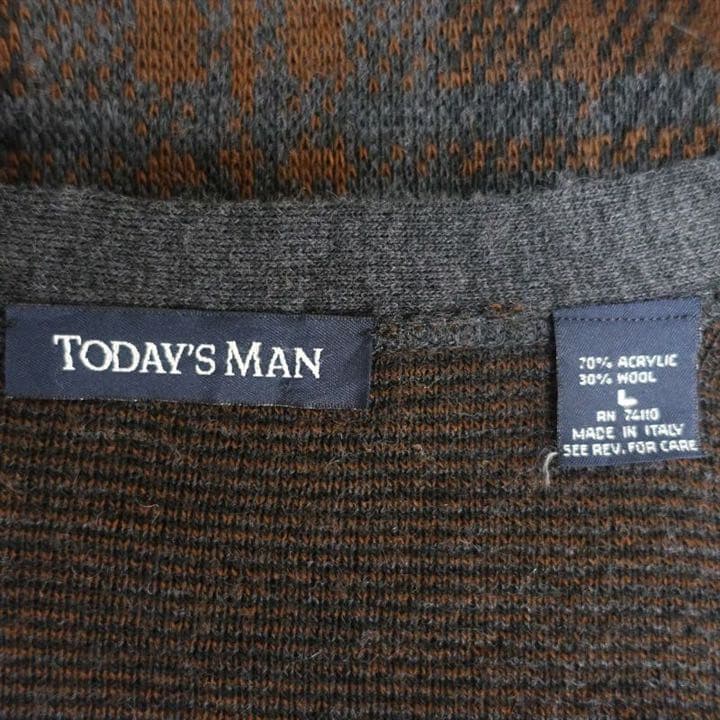 TODAY'S MAN
70% ACRYLIC
30% WOOL
L
RN 74110
MADE IN ITALY
SEE REV. FOR CARE